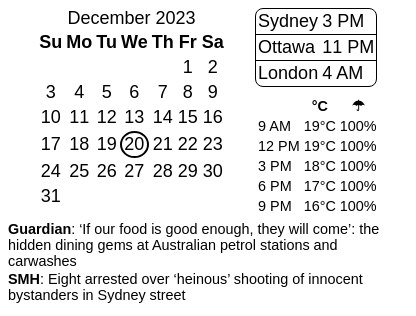 December 2023
Su Mo Tu We Th Fr Sa
1 2
3 4 5 6 7 8 9
10 11 12 13 14 15 16
17 18 19 20 21 22 23
24 25 26 27 28 29 30
31
Sydney 3 PM
Ottawa 11 PM
London 4 AM
°C ☂
9 AM 19°C 100%
12 PM 19°C 100%
3 PM 18°C 100%
6 PM 17°C 100%
9 PM 16°C 100%
Guardian: ‘If our food is good enough, they will come’: the
hidden dining gems at Australian petrol stations and
carwashes
SMH: Eight arrested over ‘heinous’ shooting of innocent
bystanders in Sydney street